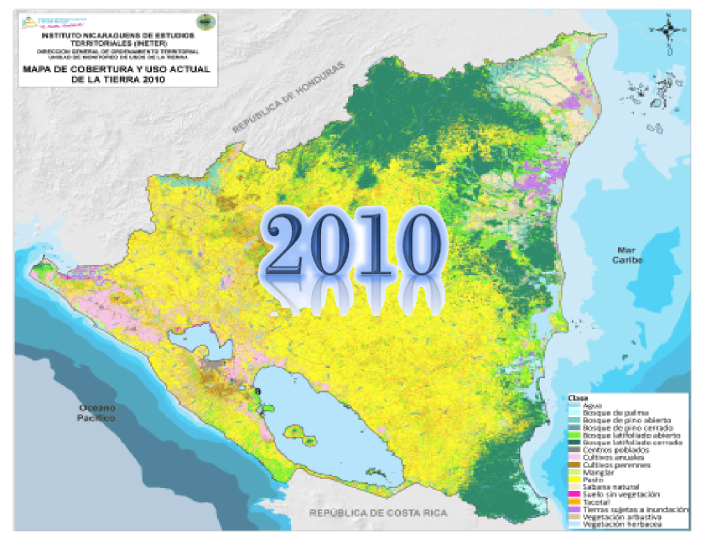 INSTITUTO NICARAGUENS DE ESTUDIOS
TERRITORIALES (INETER)
DIRECCION GENERAL DE ORDENAMIENTO TERRITORIAL
UNIDAD DE MONITOREO DE USOS DE LA TIERRA
MAPA DE COBERTURA Y USO ACTUAL
DE LA TIERRA 2010
REPÚBLICA DE HONDURAS
2010
Mar
Caribe
Oceano
Pacífico
REPÚBLICA DE COSTA RICA
Clase
Agua
Bosque de palma
Bosque de pino abierto
Bosque de pino cerrado
Bosque latifoliado abierto
Bosque latifoliado cerrado
Centros poblados
Cultivos anuales
Cultivos perennes
Manglar
Pasto
Sabana natural
Suelo sin vegetación
Tacotal
Tierras sujetas a inundación
Vegetación arbustiva
Vegetación herbacea